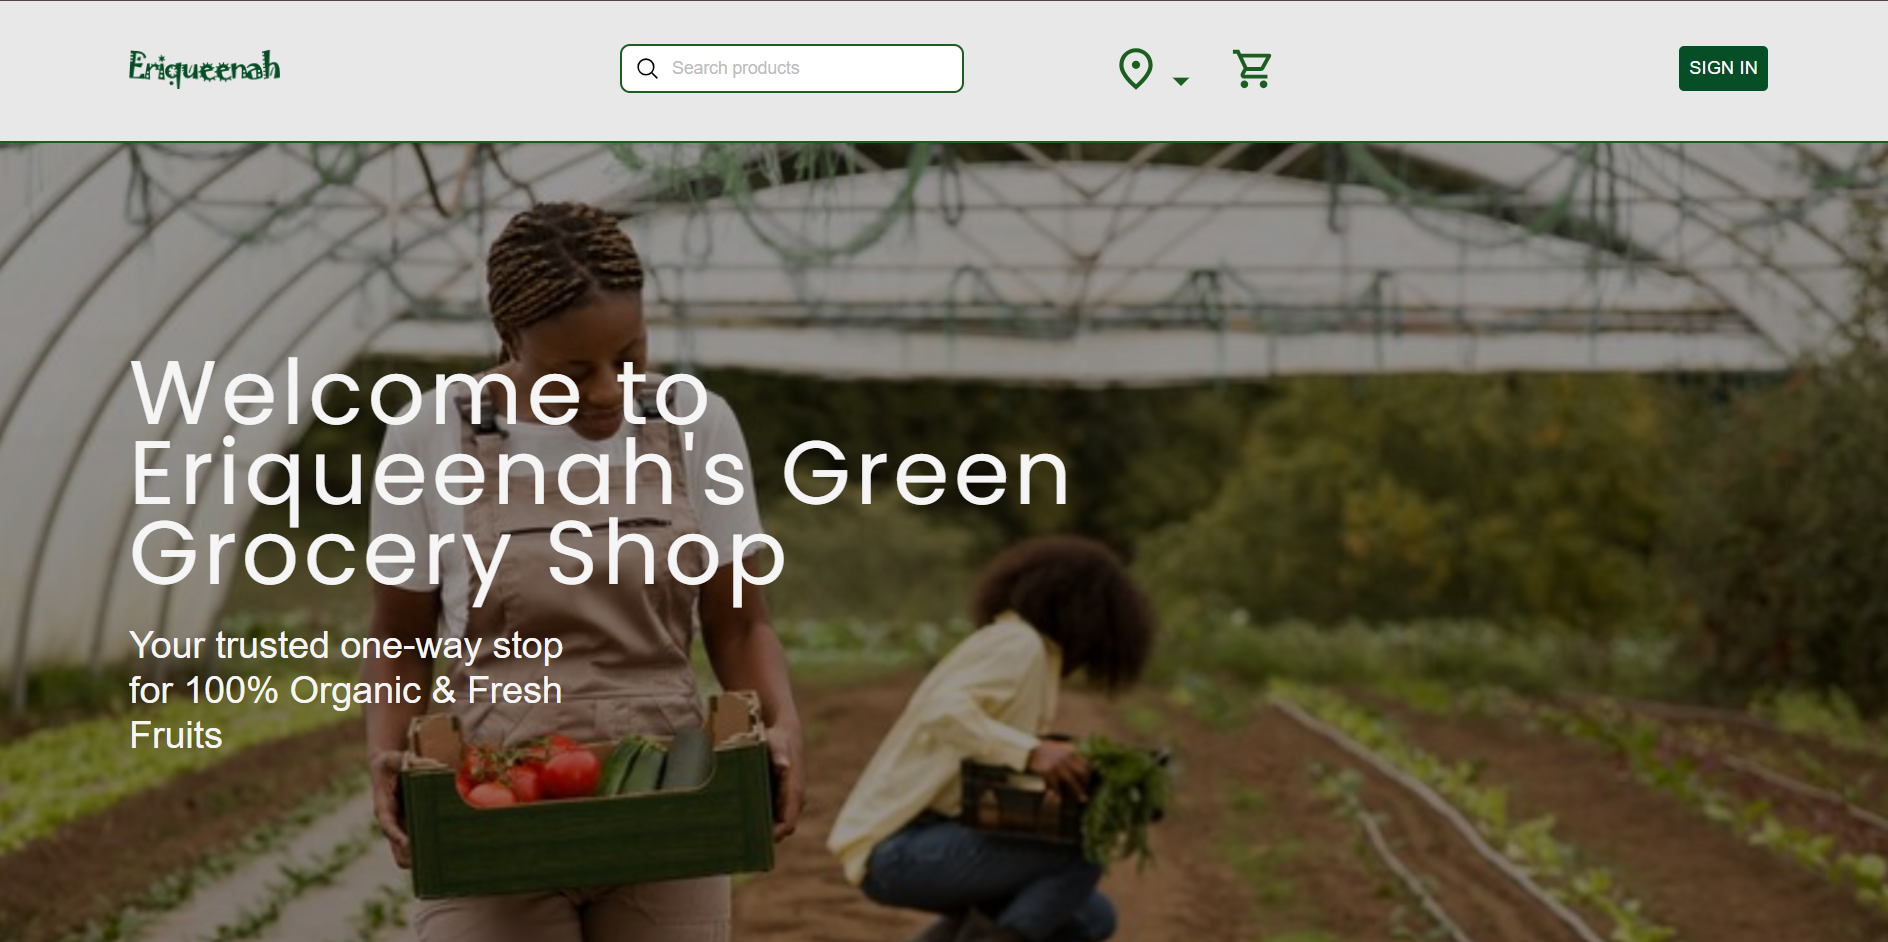 Eriqueenah
Search products
SIGN IN
Welcome to
Eriqueenah's Green
Grocery Shop
Your trusted one-way stop
for 100% Organic & Fresh
Fruits